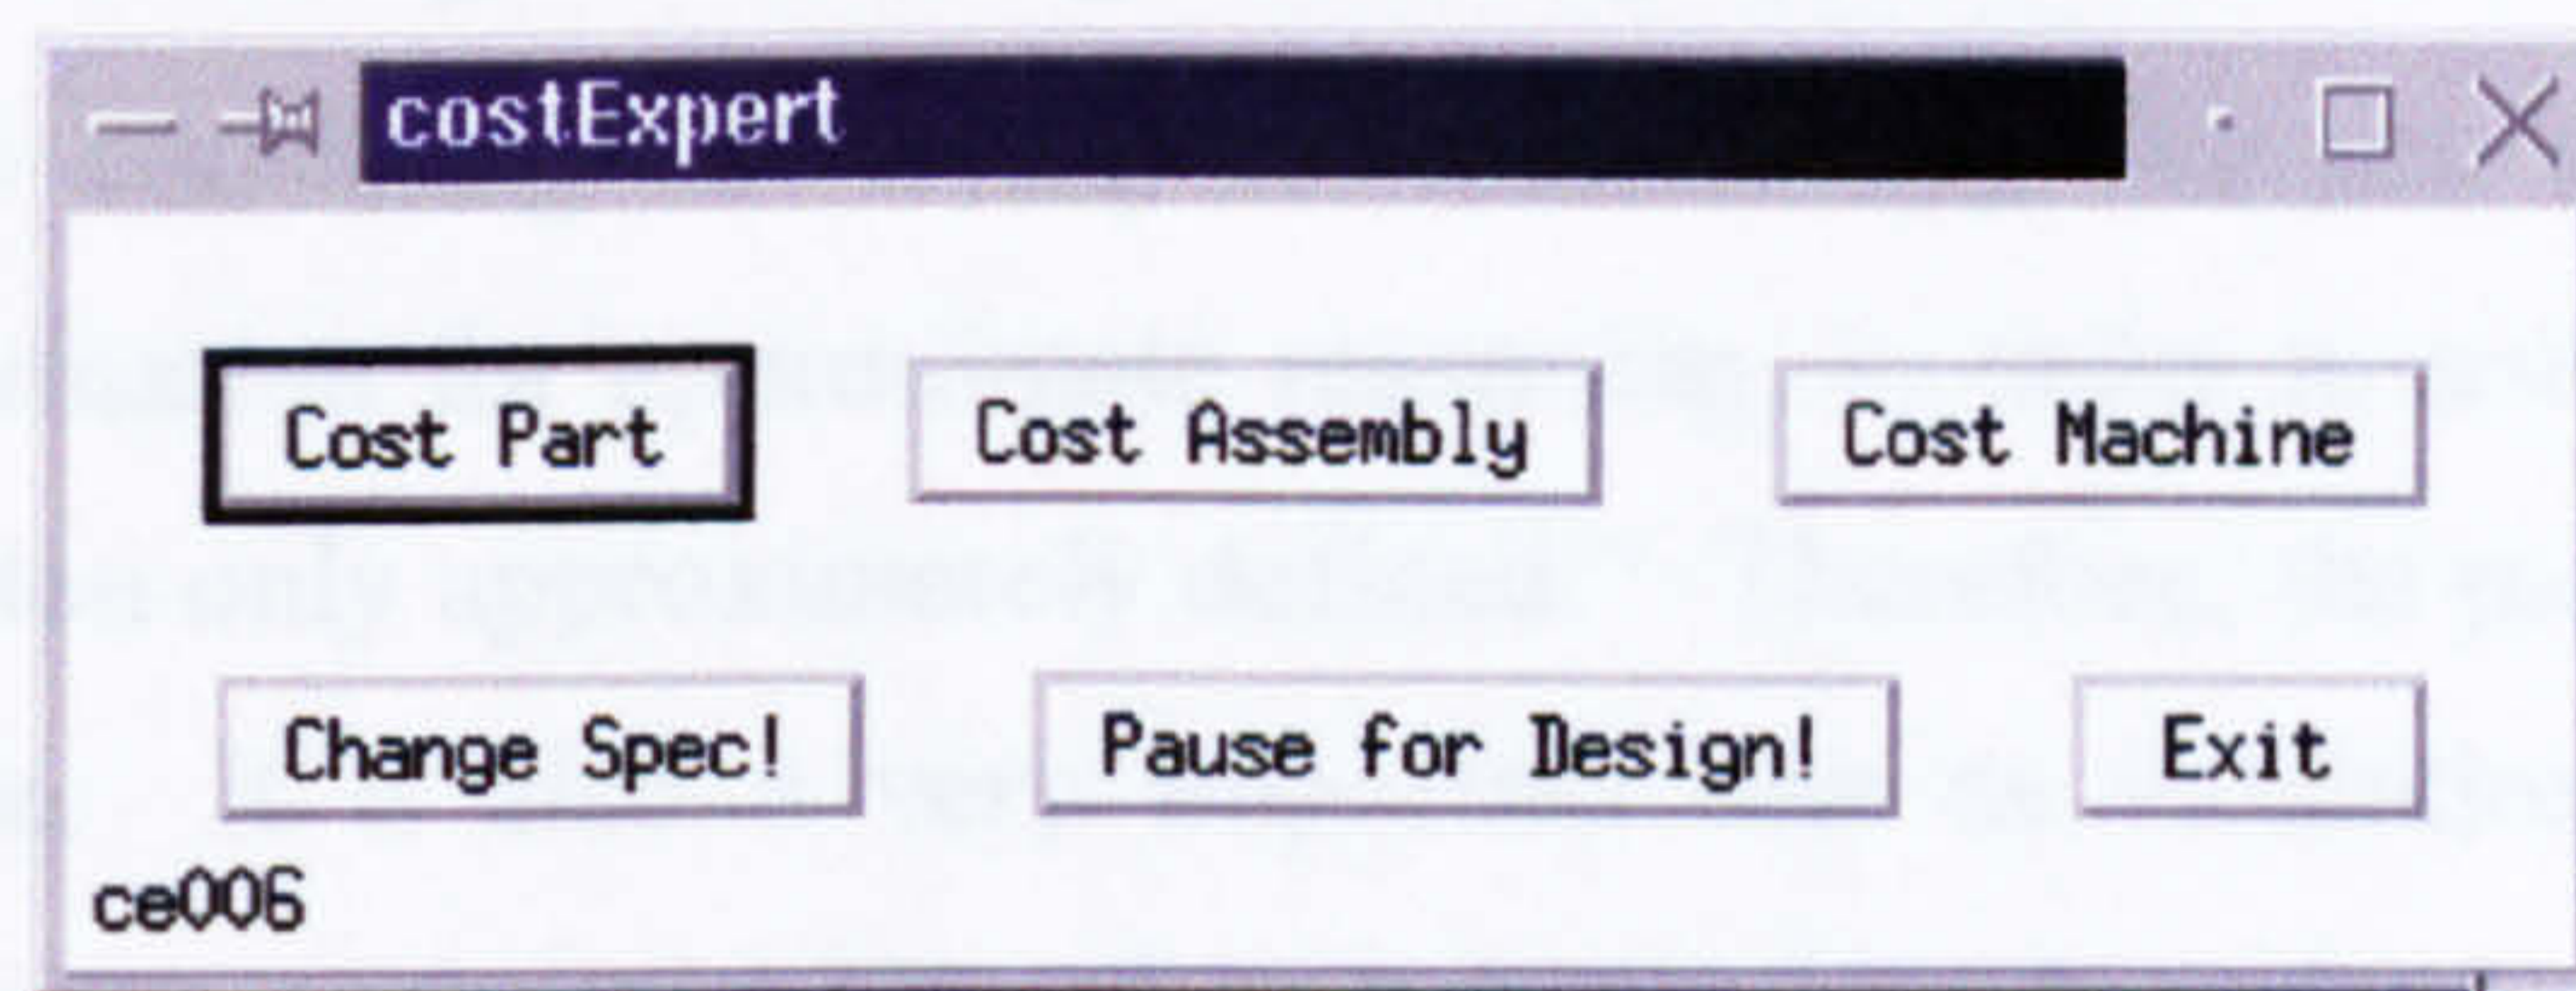 costExpert
Cost Part Cost Assembly Cost Machine
Change Spec! Pause for Design! Exit
ce006